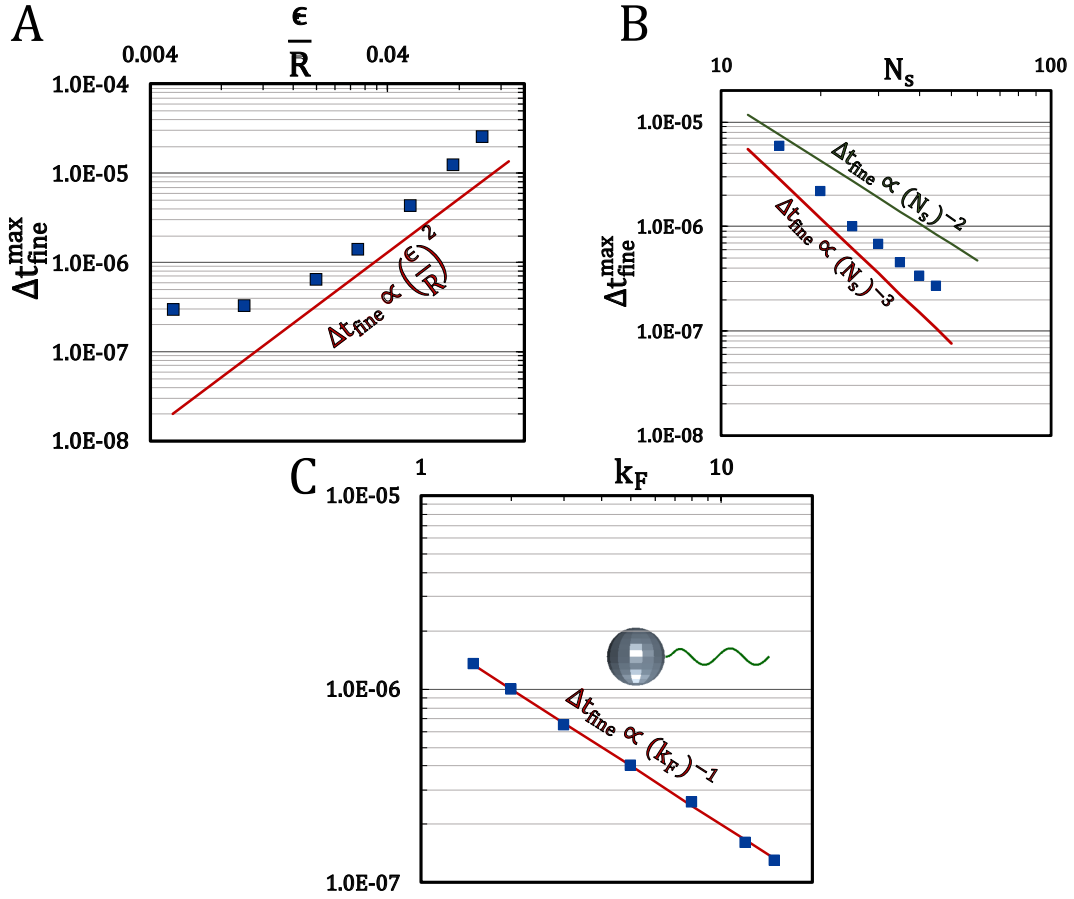 A
ϵ/R
0.004 0.04
1.0E-04
1.0E-05
1.0E-06
1.0E-07
1.0E-08
Δt_fine^max
Δt_fine ∝ (ϵ/R)^2
B
10 N_s 100
1.0E-05
1.0E-06
1.0E-07
1.0E-08
Δt_fine^max
Δt_fine ∝ (N_s)^−2
Δt_fine ∝ (N_s)^−3
C
1 k_F 10
1.0E-05
1.0E-06
1.0E-07
Δt_fine ∝ (k_F)^−1